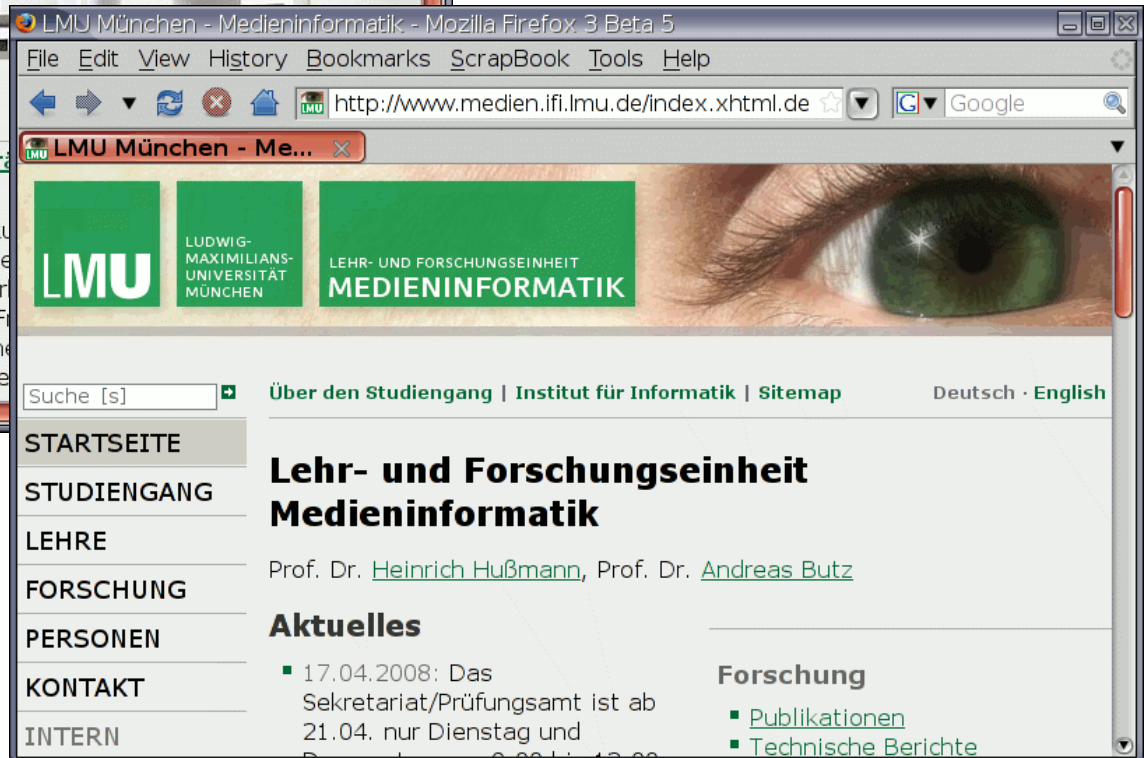 LMU München - Medieninformatik - Mozilla Firefox 3 Beta 5
File Edit View History Bookmarks ScrapBook Tools Help
http://www.medien.ifi.lmu.de/index.xhtml.de
G Google
LMU München - Me...
LMU
LUDWIG-
MAXIMILIANS-
UNIVERSITÄT
MÜNCHEN
LEHR- UND FORSCHUNGSEINHEIT
MEDIENINFORMATIK
Suche [s]
Über den Studiengang | Institut für Informatik | Sitemap
Deutsch · English
STARTSEITE
STUDIENGANG
LEHRE
FORSCHUNG
PERSONEN
KONTAKT
INTERN
Lehr- und Forschungseinheit
Medieninformatik
Prof. Dr. Heinrich Hußmann, Prof. Dr. Andreas Butz
Aktuelles
17.04.2008: Das
Sekretariat/Prüfungsamt ist ab
21.04. nur Dienstag und
Forschung
Publikationen
Technische Berichte